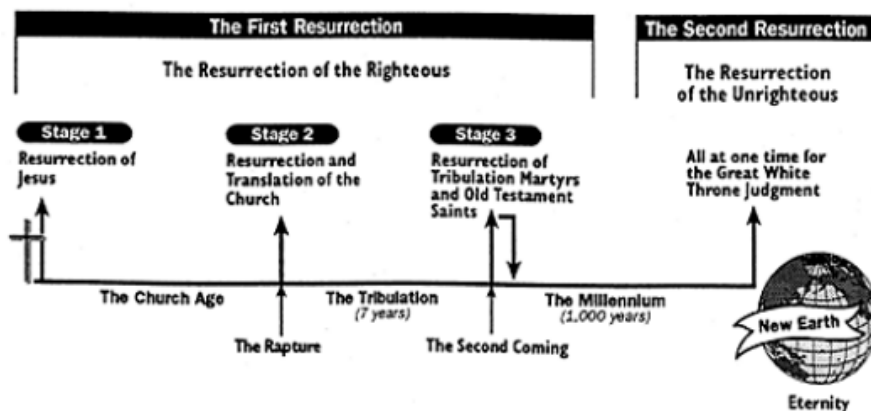 The First Resurrection
The Resurrection of the Righteous
The Second Resurrection
The Resurrection
of the Unrighteous
Stage 1
Resurrection of
Jesus
Stage 2
Resurrection and
Translation of the
Church
Stage 3
Resurrection of
Tribulation Martyrs
and Old Testament
Saints
All at one time for
the Great White
Throne Judgment
The Church Age
The Tribulation
(7 years)
The Millennium
(1,000 years)
The Rapture
The Second Coming
New Earth
Eternity